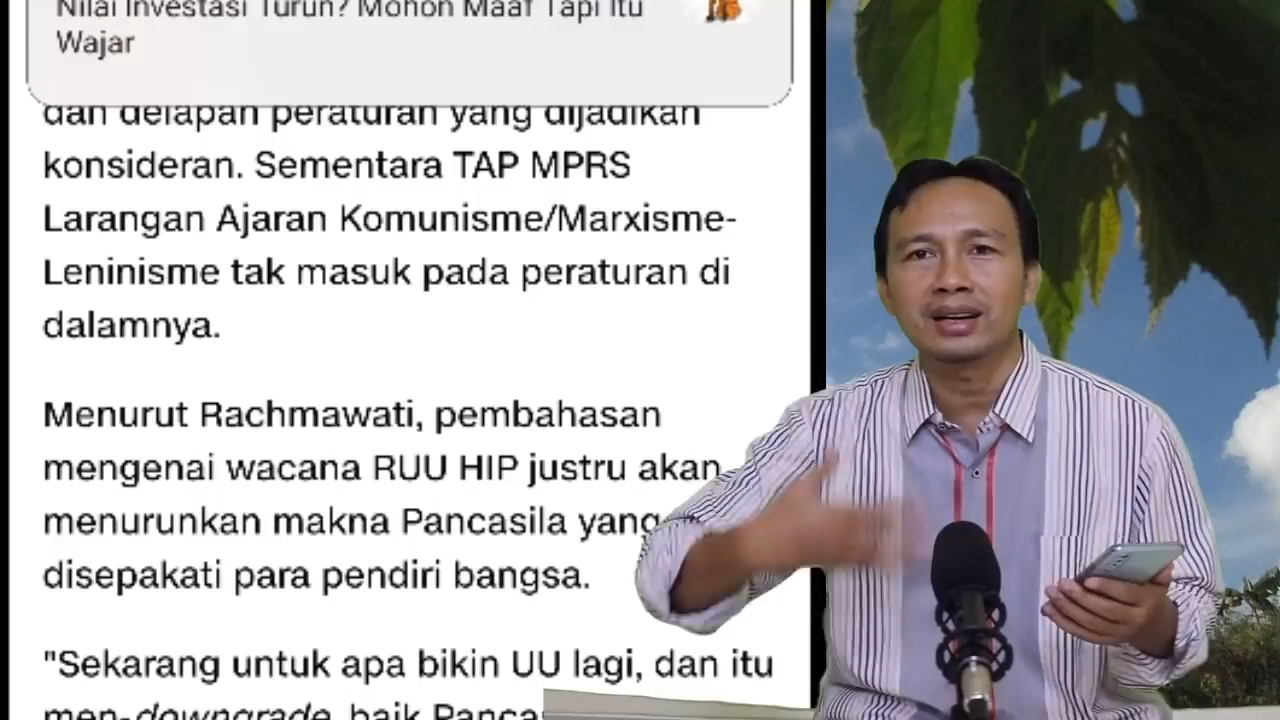 Nilai Investasi Turun? Mohon Maaf Tapi Itu
Wajar
dan delapan peraturan yang dijadikan
konsideran. Sementara TAP MPRS
Larangan Ajaran Komunisme/Marxisme-
Leninisme tak masuk pada peraturan di
dalamnya.
Menurut Rachmawati, pembahasan
mengenai wacana RUU HIP justru akan
menurunkan makna Pancasila yang
disepakati para pendiri bangsa.
"Sekarang untuk apa bikin UU lagi, dan itu
men-downgrade, baik